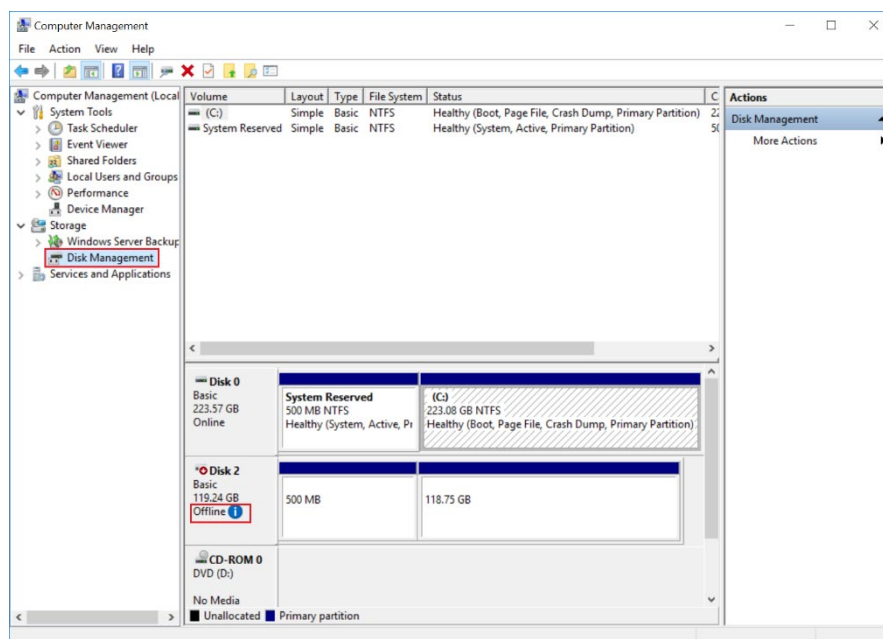 Computer Management
File Action View Help
Computer Management (Local
System Tools
Task Scheduler
Event Viewer
Shared Folders
Local Users and Groups
Performance
Device Manager
Storage
Windows Server Backup
Disk Management
Services and Applications
Volume Layout Type File System Status C
(C:) Simple Basic NTFS Healthy (Boot, Page File, Crash Dump, Primary Partition) 22
System Reserved Simple Basic NTFS Healthy (System, Active, Primary Partition) 50
Disk 0
Basic
223.57 GB
Online
System Reserved
500 MB NTFS
Healthy (System, Active, Pr
(C:)
223.08 GB NTFS
Healthy (Boot, Page File, Crash Dump, Primary Partition)
Disk 2
Basic
119.24 GB
Offline
500 MB
118.75 GB
CD-ROM 0
DVD (D:)
No Media
Unallocated Primary partition
Actions
Disk Management
More Actions